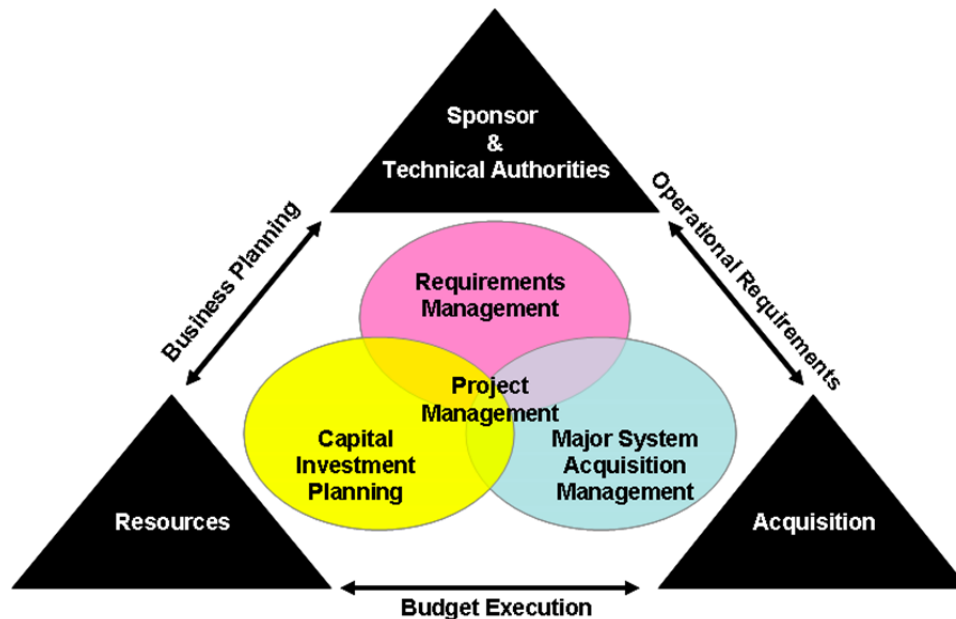 Sponsor
&
Technical Authorities
Business Planning
Operational Requirements
Requirements
Management
Project
Management
Capital
Investment
Planning
Major System
Acquisition
Management
Resources
Acquisition
Budget Execution